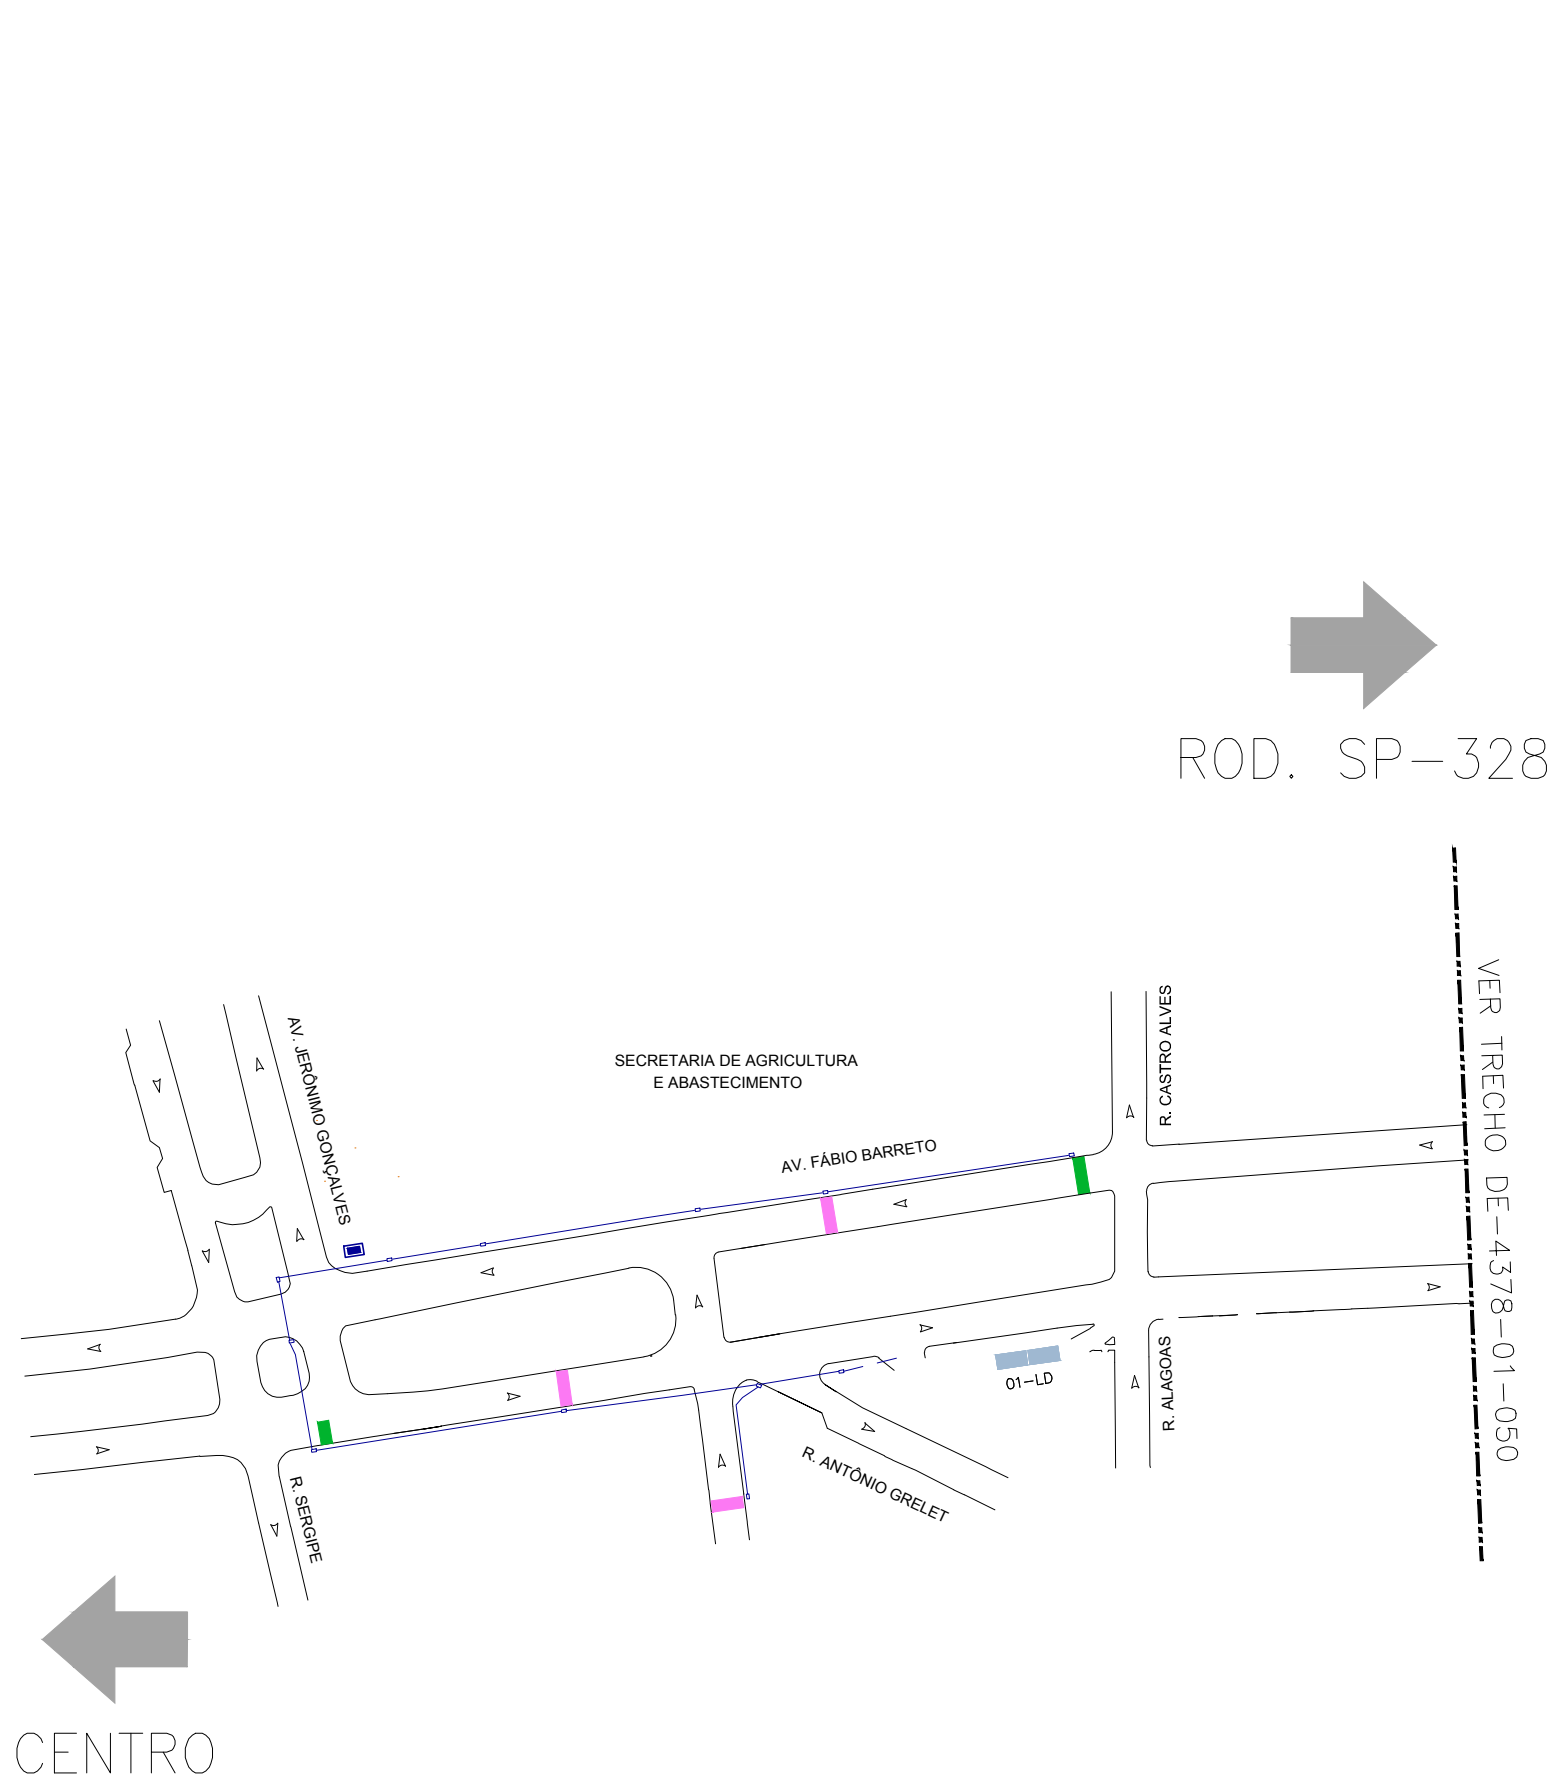 ROD. SP-328
VER TRECHO DE-4378-01-050
R. CASTRO ALVES
AV. JERÔNIMO GONÇALVES
SECRETARIA DE AGRICULTURA
E ABASTECIMENTO
AV. FÁBIO BARRETO
01-LD
R. ALAGOAS
R. ANTÔNIO GRELET
R. SERGIPE
CENTRO